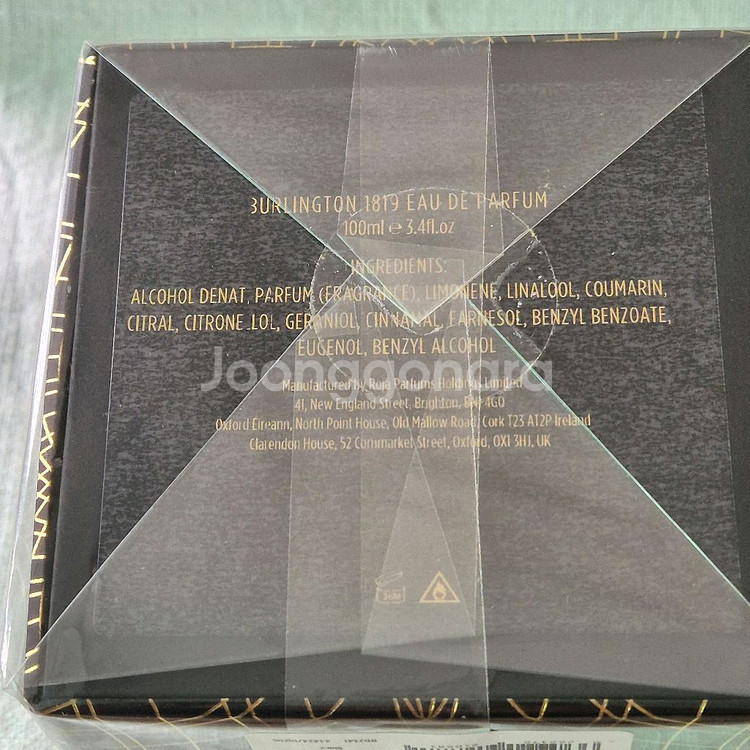 BURLINGTON 1819 EAU DE PARFUM
100ml e 3.4fl.oz
INGREDIENTS:
ALCOHOL DENAT, PARFUM (FRAGRANCE), LIMONENE, LINALOOL, COUMARIN,
CITRAL, CITRONELLOL, GERANIOL, CINNAMAL, FARNESOL, BENZYL BENZOATE,
EUGENOL, BENZYL ALCOHOL
Joonggonara
Manufactured by Roja Parfums Holding Limited
41, New England Street, Brighton, BN1 4GQ
Oxford Eireann, North Point House, Old Mallow Road, Cork T23 AT2P Ireland
Clarendon House, 52 Cornmarket Street, Oxford, OX1 3HJ, UK